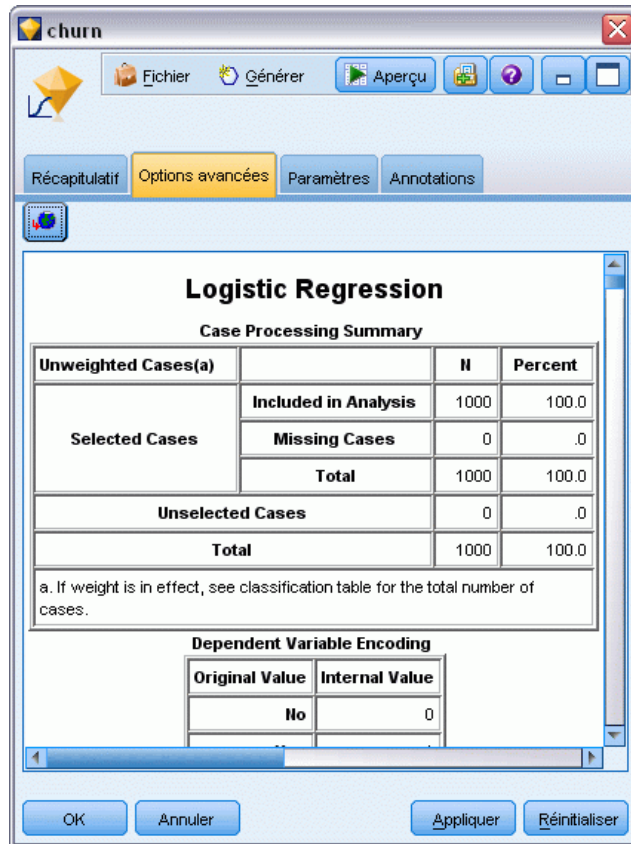 churn
Fichier Générer Aperçu
Récapitulatif Options avancées Paramètres Annotations
Logistic Regression
Case Processing Summary
Unweighted Cases(a) N Percent
Selected Cases Included in Analysis 1000 100.0
Missing Cases 0 .0
Total 1000 100.0
Unselected Cases 0 .0
Total 1000 100.0
a. If weight is in effect, see classification table for the total number of
cases.
Dependent Variable Encoding
Original Value Internal Value
No 0
OK Annuler Appliquer Réinitialiser